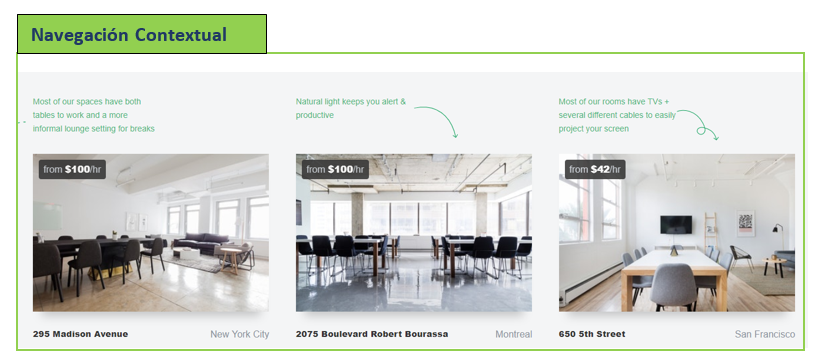 Navegación Contextual
Most of our spaces have both
tables to work and a more
informal lounge setting for breaks
Natural light keeps you alert &
productive
Most of our rooms have TVs +
several different cables to easily
project your screen
from $100/hr
from $100/hr
from $42/hr
295 Madison Avenue
New York City
2075 Boulevard Robert Bourassa
Montreal
650 5th Street
San Francisco